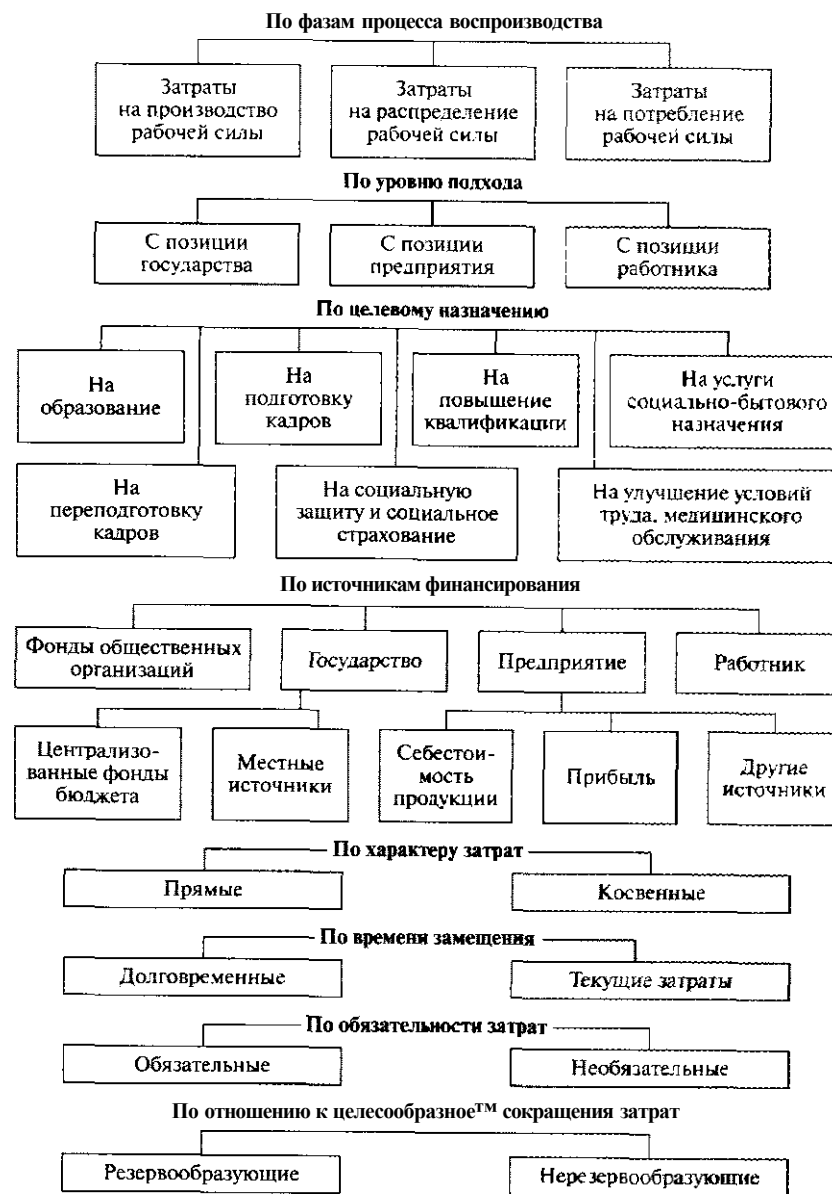 По фазам процесса воспроизводства
Затраты
на производство
рабочей силы
Затраты
на распределение
рабочей силы
Затраты
на потребление
рабочей силы
По уровню подхода
С позиции
государства
С позиции
предприятия
С позиции
работника
По целевому назначению
На
образование
На
подготовку
кадров
На
повышение
квалификации
На услуги
социально-бытового
назначения
На
переподготовку
кадров
На социальную
защиту и социальное
страхование
На улучшение условий
труда, медицинского
обслуживания
По источникам финансирования
Фонды общественных
организаций
Государство
Предприятие
Работник
Централизо-
ванные фонды
бюджета
Местные
источники
Себестои-
мость
продукции
Прибыль
Другие
источники
По характеру затрат
Прямые
Косвенные
По времени замещения
Долговременные
Текущие затраты
По обязательности затрат
Обязательные
Необязательные
По отношению к целесообразное™ сокращения затрат
Резервообразующие
Нерезервообразующие